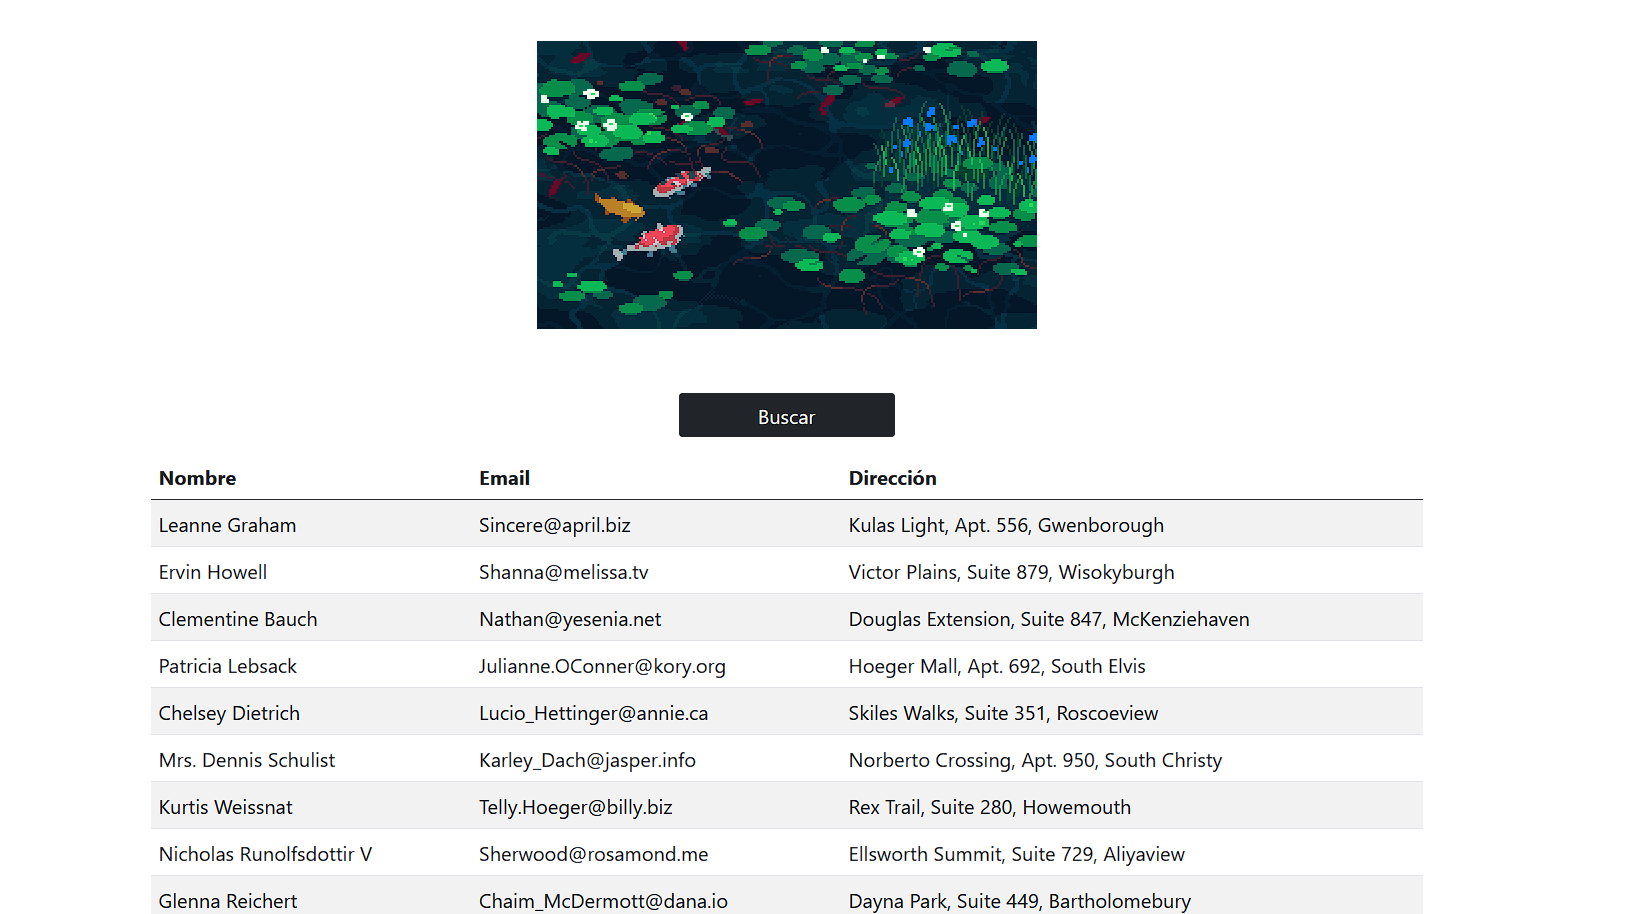 Buscar
Nombre Email Dirección
Leanne Graham Sincere@april.biz Kulas Light, Apt. 556, Gwenborough
Ervin Howell Shanna@melissa.tv Victor Plains, Suite 879, Wisokyburgh
Clementine Bauch Nathan@yesenia.net Douglas Extension, Suite 847, McKenziehaven
Patricia Lebsack Julianne.OConner@kory.org Hoeger Mall, Apt. 692, South Elvis
Chelsey Dietrich Lucio_Hettinger@annie.ca Skiles Walks, Suite 351, Roscoeview
Mrs. Dennis Schulist Karley_Dach@jasper.info Norberto Crossing, Apt. 950, South Christy
Kurtis Weissnat Telly.Hoeger@billy.biz Rex Trail, Suite 280, Howemouth
Nicholas Runolfsdottir V Sherwood@rosamond.me Ellsworth Summit, Suite 729, Aliyaview
Glenna Reichert Chaim_McDermott@dana.io Dayna Park, Suite 449, Bartholomebury